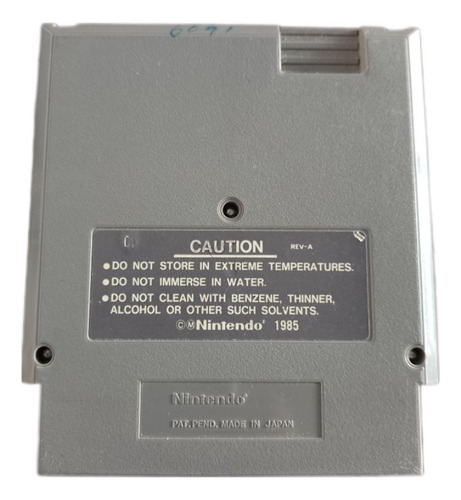 CAUTION REV-A
•DO NOT STORE IN EXTREME TEMPERATURES.
•DO NOT IMMERSE IN WATER.
•DO NOT CLEAN WITH BENZENE, THINNER,
ALCOHOL OR OTHER SUCH SOLVENTS.
©ⓂNintendo® 1985
Nintendo®
PAT.PEND. MADE IN JAPAN